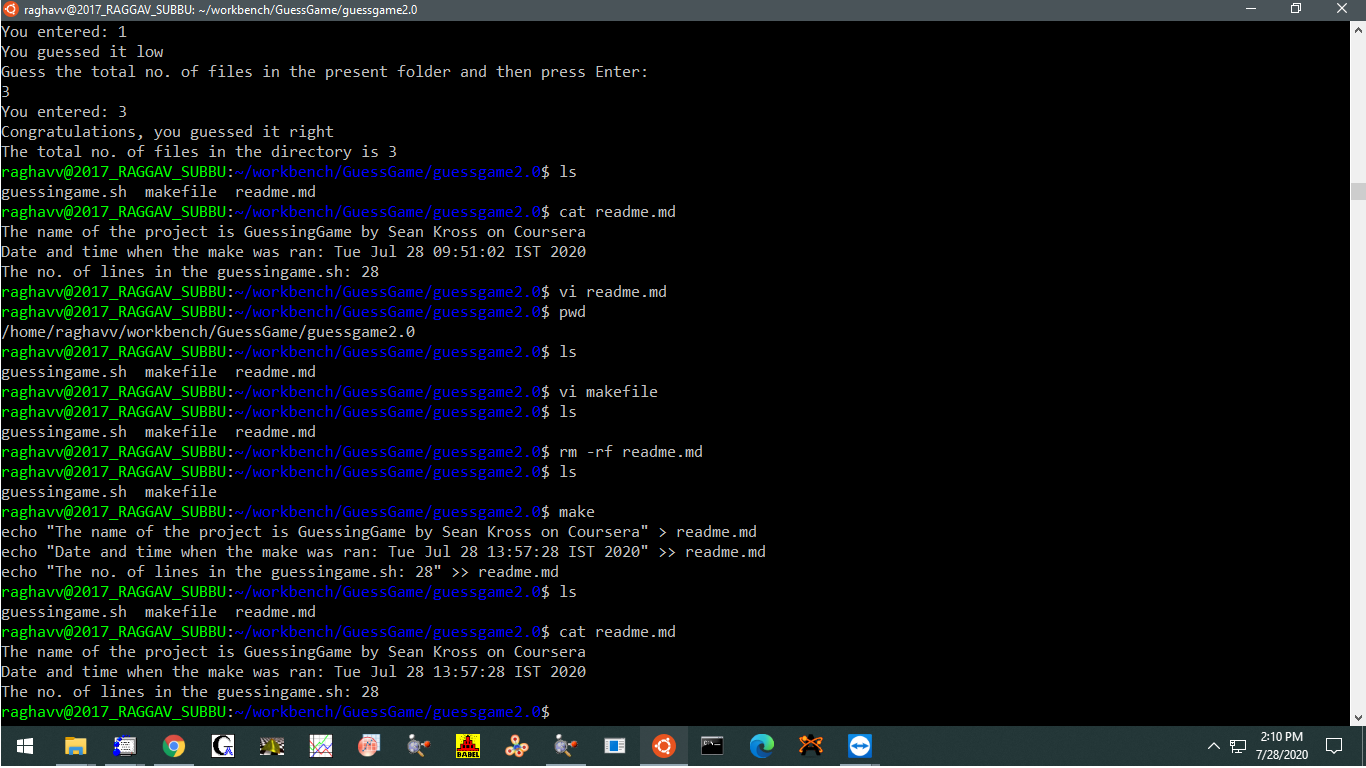 raghavv@2017_RAGGAV_SUBBU: ~/workbench/GuessGame/guessgame2.0
You entered: 1
You guessed it low
Guess the total no. of files in the present folder and then press Enter:
3
You entered: 3
Congratulations, you guessed it right
The total no. of files in the directory is 3
raghavv@2017_RAGGAV_SUBBU:~/workbench/GuessGame/guessgame2.0$ ls
guessingame.sh  makefile  readme.md
raghavv@2017_RAGGAV_SUBBU:~/workbench/GuessGame/guessgame2.0$ cat readme.md
The name of the project is GuessingGame by Sean Kross on Coursera
Date and time when the make was ran: Tue Jul 28 09:51:02 IST 2020
The no. of lines in the guessingame.sh: 28
raghavv@2017_RAGGAV_SUBBU:~/workbench/GuessGame/guessgame2.0$ vi readme.md
raghavv@2017_RAGGAV_SUBBU:~/workbench/GuessGame/guessgame2.0$ pwd
/home/raghavv/workbench/GuessGame/guessgame2.0
raghavv@2017_RAGGAV_SUBBU:~/workbench/GuessGame/guessgame2.0$ ls
guessingame.sh  makefile  readme.md
raghavv@2017_RAGGAV_SUBBU:~/workbench/GuessGame/guessgame2.0$ vi makefile
raghavv@2017_RAGGAV_SUBBU:~/workbench/GuessGame/guessgame2.0$ ls
guessingame.sh  makefile  readme.md
raghavv@2017_RAGGAV_SUBBU:~/workbench/GuessGame/guessgame2.0$ rm -rf readme.md
raghavv@2017_RAGGAV_SUBBU:~/workbench/GuessGame/guessgame2.0$ ls
guessingame.sh  makefile
raghavv@2017_RAGGAV_SUBBU:~/workbench/GuessGame/guessgame2.0$ make
echo "The name of the project is GuessingGame by Sean Kross on Coursera" > readme.md
echo "Date and time when the make was ran: Tue Jul 28 13:57:28 IST 2020" >> readme.md
echo "The no. of lines in the guessingame.sh: 28" >> readme.md
raghavv@2017_RAGGAV_SUBBU:~/workbench/GuessGame/guessgame2.0$ ls
guessingame.sh  makefile  readme.md
raghavv@2017_RAGGAV_SUBBU:~/workbench/GuessGame/guessgame2.0$ cat readme.md
The name of the project is GuessingGame by Sean Kross on Coursera
Date and time when the make was ran: Tue Jul 28 13:57:28 IST 2020
The no. of lines in the guessingame.sh: 28
raghavv@2017_RAGGAV_SUBBU:~/workbench/GuessGame/guessgame2.0$
BABEL
2:10 PM
7/28/2020